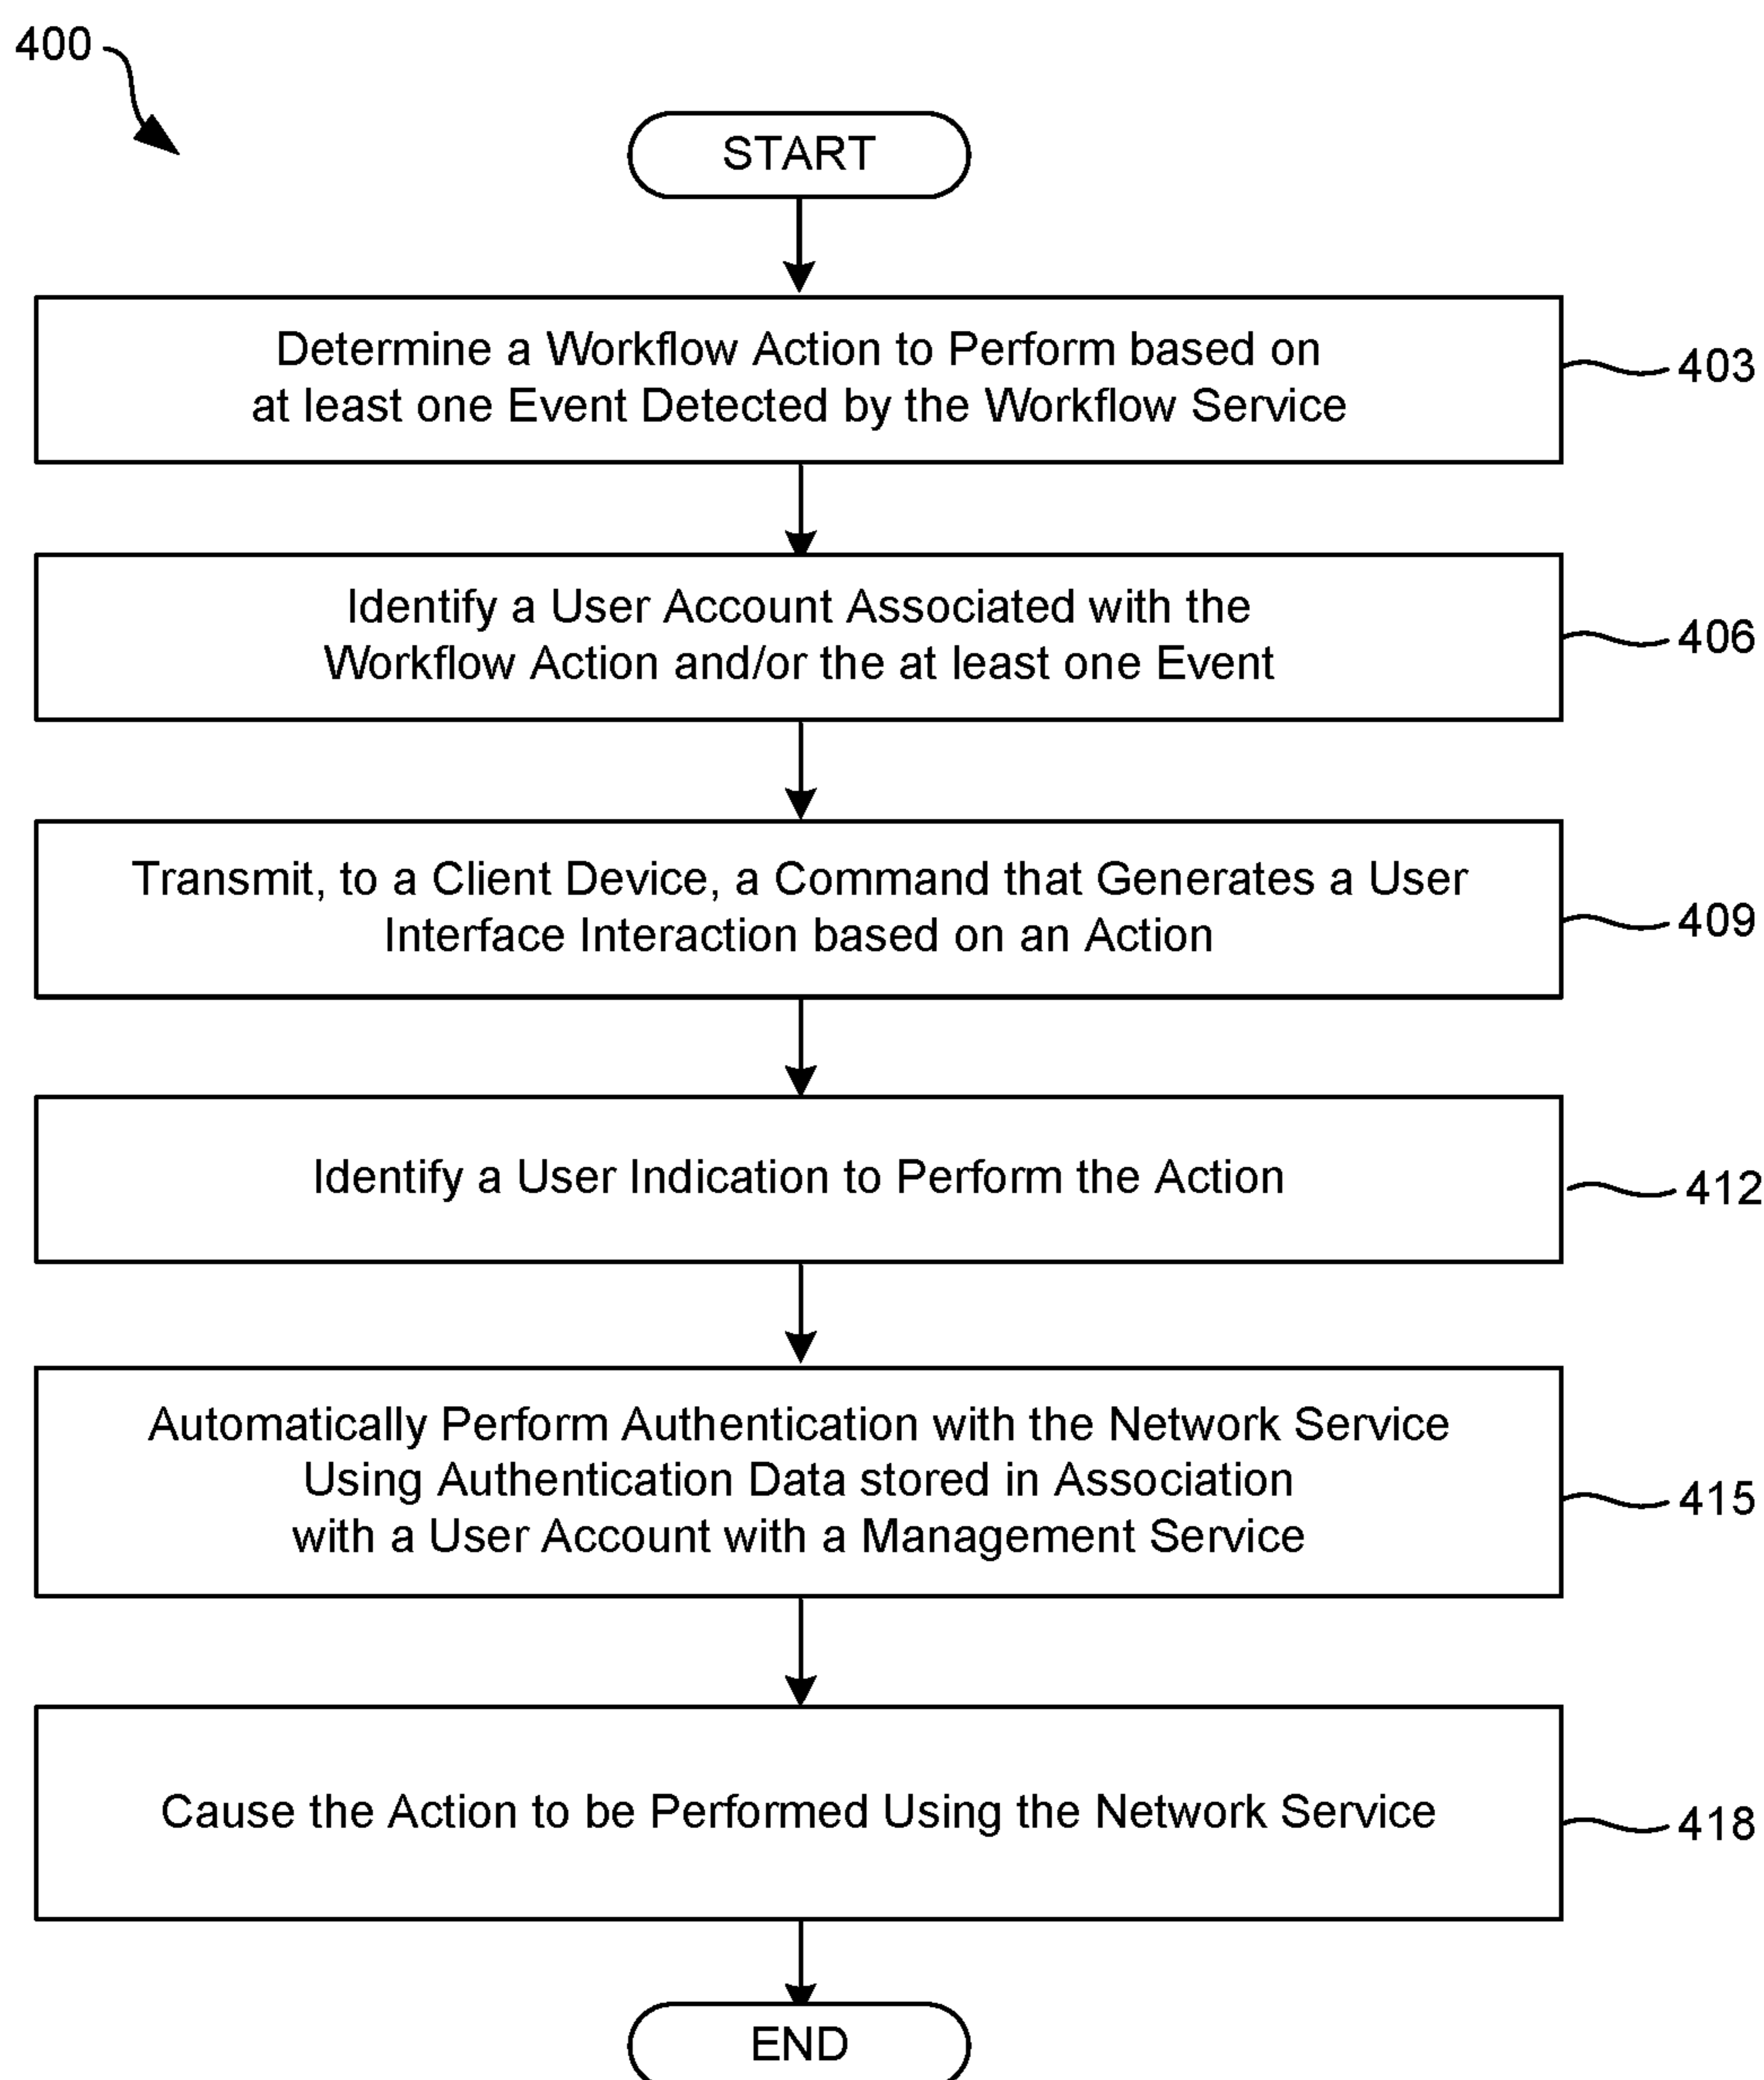 400
START
Determine a Workflow Action to Perform based on
at least one Event Detected by the Workflow Service
403
Identify a User Account Associated with the
Workflow Action and/or the at least one Event
406
Transmit, to a Client Device, a Command that Generates a User
Interface Interaction based on an Action
409
Identify a User Indication to Perform the Action
412
Automatically Perform Authentication with the Network Service
Using Authentication Data stored in Association
with a User Account with a Management Service
415
Cause the Action to be Performed Using the Network Service
418
END